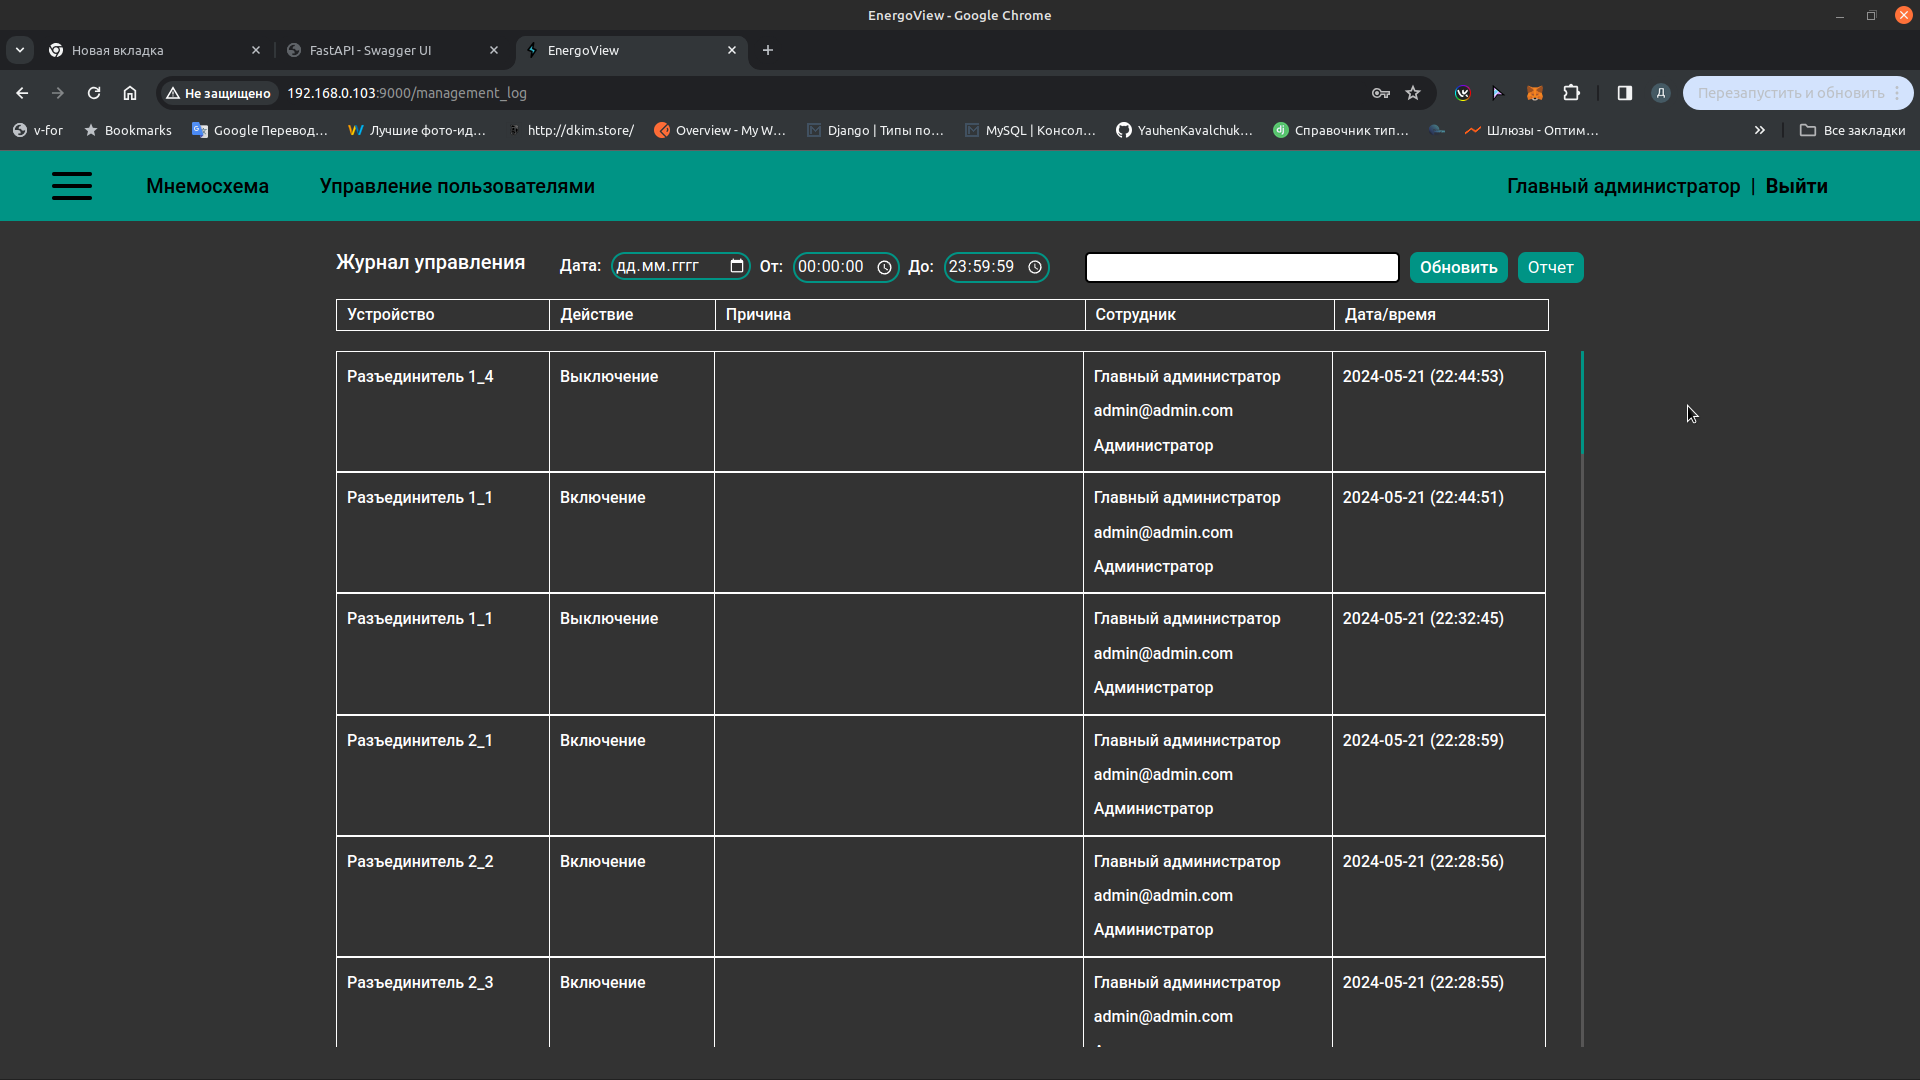 EnergoView - Google Chrome
Новая вкладка
FastAPI - Swagger UI
EnergoView
Не защищено 192.168.0.103:9000/management_log
Д
Перезапустить и обновить
v-for
Bookmarks
Google Перевод...
Лучшие фото-ид...
http://dkim.store/
Overview - My W...
Django | Типы по...
MySQL | Консол...
YauhenKavalchuk...
Справочник тип...
Шлюзы - Оптим...
Все закладки
Мнемосхема
Управление пользователями
Главный администратор | Выйти
Журнал управления
Дата: дд.мм.гггг
От: 00:00:00
До: 23:59:59
Обновить
Отчет
Устройство Действие Причина Сотрудник Дата/время
Разъединитель 1_4 Выключение Главный администратор 2024-05-21 (22:44:53)
admin@admin.com
Администратор
Разъединитель 1_1 Включение Главный администратор 2024-05-21 (22:44:51)
admin@admin.com
Администратор
Разъединитель 1_1 Выключение Главный администратор 2024-05-21 (22:32:45)
admin@admin.com
Администратор
Разъединитель 2_1 Включение Главный администратор 2024-05-21 (22:28:59)
admin@admin.com
Администратор
Разъединитель 2_2 Включение Главный администратор 2024-05-21 (22:28:56)
admin@admin.com
Администратор
Разъединитель 2_3 Включение Главный администратор 2024-05-21 (22:28:55)
admin@admin.com